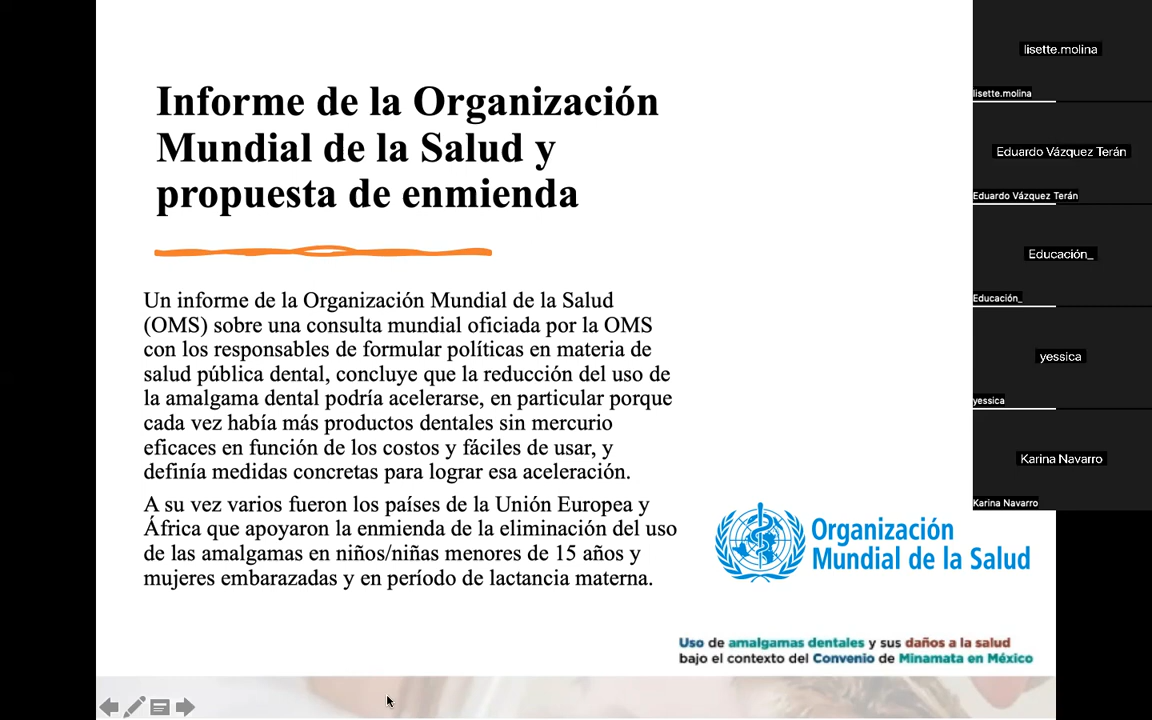 Informe de la Organización
Mundial de la Salud y
propuesta de enmienda
Un informe de la Organización Mundial de la Salud
(OMS) sobre una consulta mundial oficiada por la OMS
con los responsables de formular políticas en materia de
salud pública dental, concluye que la reducción del uso de
la amalgama dental podría acelerarse, en particular porque
cada vez había más productos dentales sin mercurio
eficaces en función de los costos y fáciles de usar, y
definía medidas concretas para lograr esa aceleración.
A su vez varios fueron los países de la Unión Europea y
África que apoyaron la enmienda de la eliminación del uso
de las amalgamas en niños/niñas menores de 15 años y
mujeres embarazadas y en período de lactancia materna.
Organización
Mundial de la Salud
Uso de amalgamas dentales y sus daños a la salud
bajo el contexto del Convenio de Minamata en México
lisette.molina
lisette.molina
Eduardo Vázquez Terán
Eduardo Vázquez Terán
Educación_
Educación_
yessica
yessica
Karina Navarro
Karina Navarro